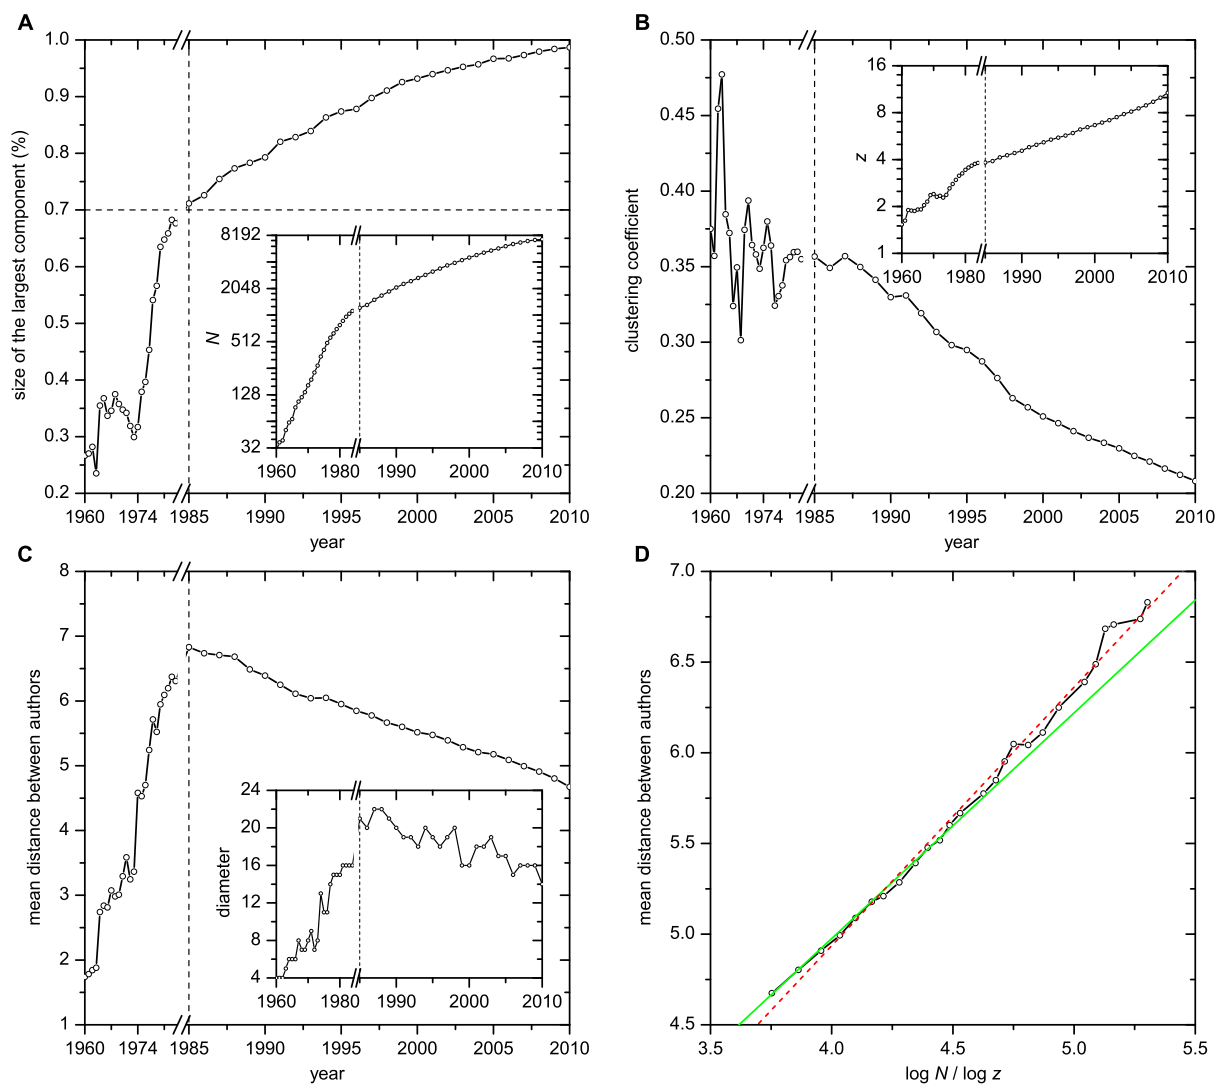 A
size of the largest component (%)
1.0
0.9
0.8
0.7
0.6
0.5
0.4
0.3
0.2
1960 1974 1985 1990 1995 2000 2005 2010
year
N
8192
2048
512
128
32
1960 1980 1990 2000 2010
B
clustering coefficient
0.50
0.45
0.40
0.35
0.30
0.25
0.20
1960 1974 1985 1990 1995 2000 2005 2010
year
z
16
8
4
2
1
1960 1980 1990 2000 2010
C
mean distance between authors
8
7
6
5
4
3
2
1
1960 1974 1985 1990 1995 2000 2005 2010
year
diameter
24
20
16
12
8
4
1960 1980 1990 2000 2010
D
mean distance between authors
7.0
6.5
6.0
5.5
5.0
4.5
3.5 4.0 4.5 5.0 5.5
log N / log z